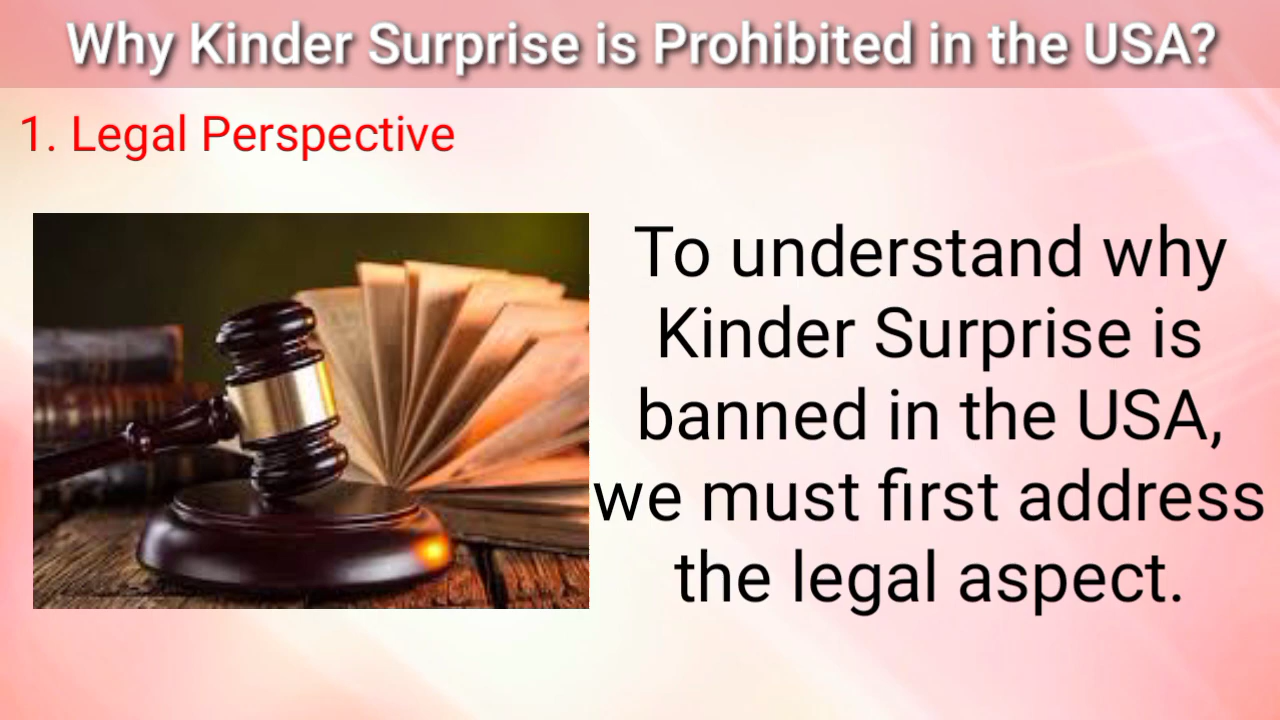 Why Kinder Surprise is Prohibited in the USA?
1. Legal Perspective
To understand why
Kinder Surprise is
banned in the USA,
we must first address
the legal aspect.